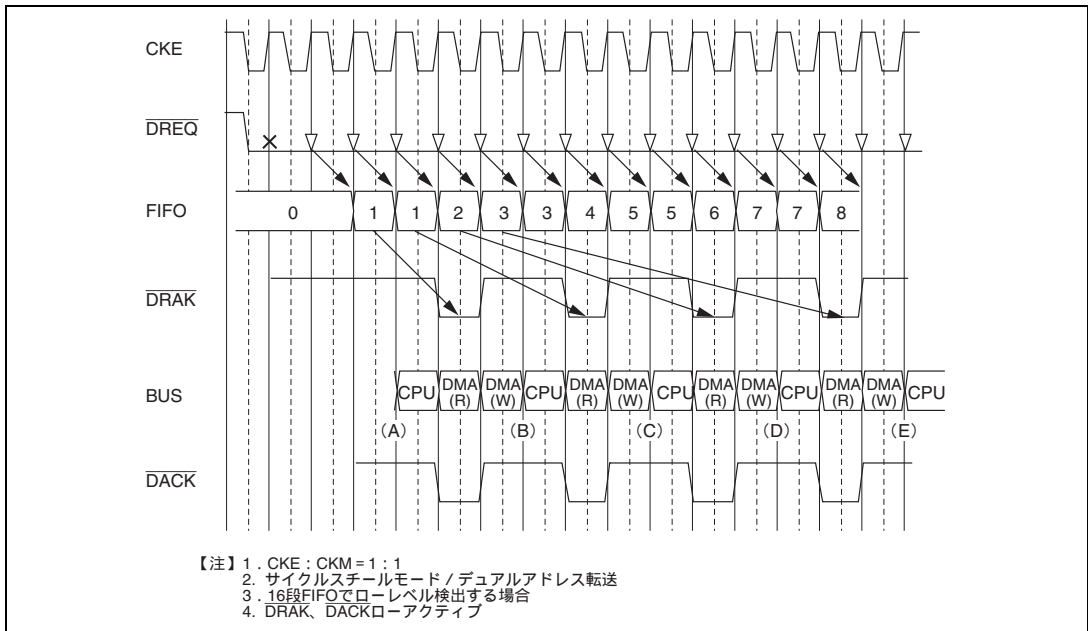 CKE
DREQ
FIFO 0 1 1 2 3 3 4 5 5 6 7 7 8
DRAK
BUS CPU DMA (R) DMA (W) CPU DMA (R) DMA (W) CPU DMA (R) DMA (W) CPU DMA (R) DMA (W) CPU
(A) (B) (C) (D) (E)
DACK
【注】1．CKE : CKM = 1 : 1
2. サイクルスチールモード / デュアルアドレス転送
3．16段FIFOでローレベル検出する場合
4. DRAK、DACKローアクティブ